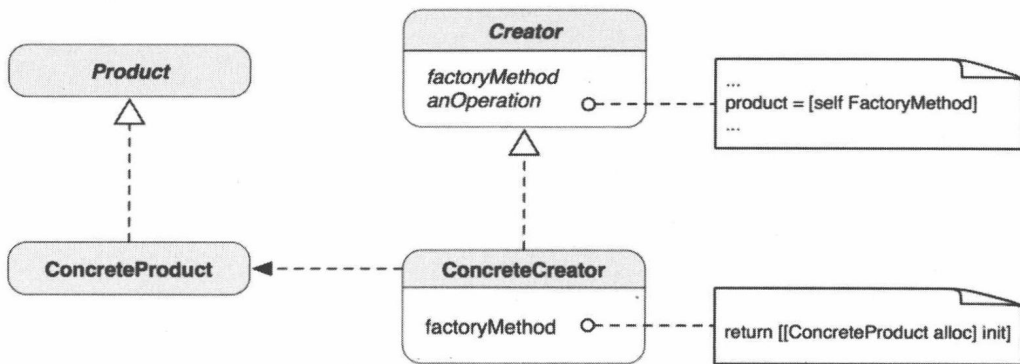 Creator
Product
factoryMethod
anOperation
...
product = [self FactoryMethod]
...
ConcreteProduct
ConcreteCreator
factoryMethod
return [[ConcreteProduct alloc] init]